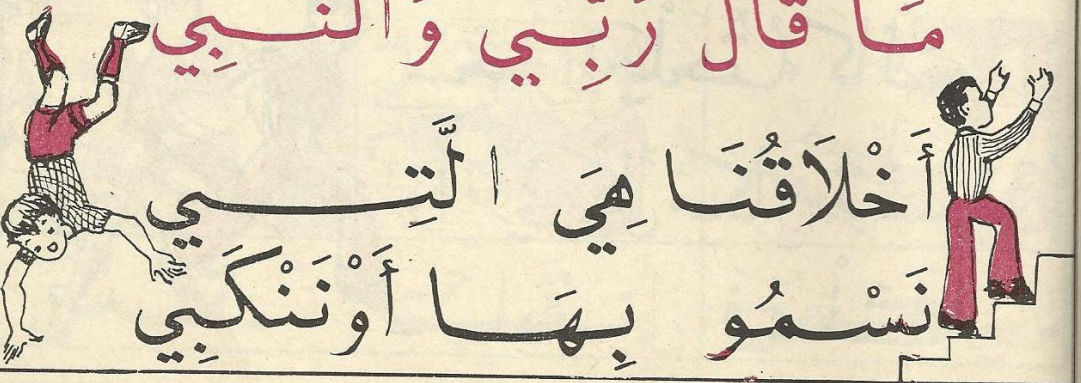 مَا قَالَ رَبِّي وَالنَّبِي
أَخْلَاقُنَا هِيَ الَّتِي
نَسْمُو بِهَا أَوْ نَنْكَبِي